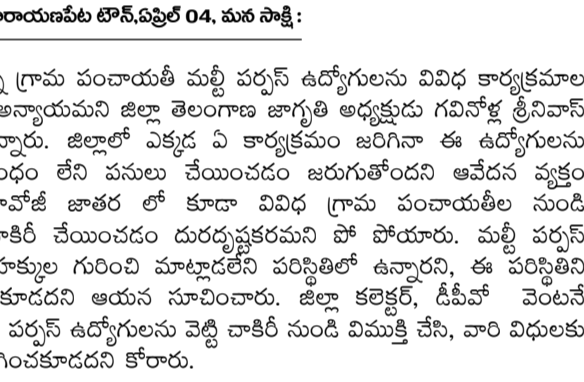 రాయణపేట టౌన్,ఏప్రిల్ 04, మన సాక్షి :
గ్రామ పంచాయతీ మల్టీ పర్పస్ ఉద్యోగులను వివిధ కార్యక్రమాల
అన్యాయమని జిల్లా తెలంగాణ జాగృతి అధ్యక్షుడు గవినోళ్ల శ్రీనివాస్
న్నారు. జిల్లాలో ఎక్కడ ఏ కార్యక్రమం జరిగినా ఈ ఉద్యోగులను
ంధం లేని పనులు చేయించడం జరుగుతోందని ఆవేదన వ్యక్తం
వోజీ జాతర లో కూడా వివిధ గ్రామ పంచాయతీల నుండి
కిరీ చేయించడం దురదృష్టకరమని పో పోయారు. మల్టీ పర్పస్
హక్కుల గురించి మాట్లాడలేని పరిస్థితిలో ఉన్నారని, ఈ పరిస్థితిని
కూడదని ఆయన సూచించారు. జిల్లా కలెక్టర్, డీపీవో వెంటనే
పర్పస్ ఉద్యోగులను వెట్టి చాకిరీ నుండి విముక్తి చేసి, వారి విధులకు
గించకూడదని కోరారు.